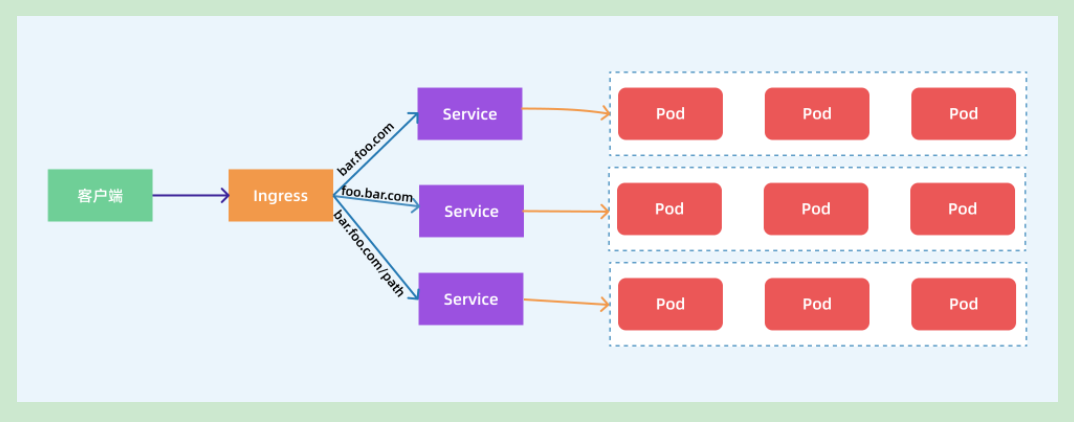 客户端
Ingress
bar.foo.com
foo.bar.com
bar.foo.com/path
Service
Pod
Pod
Pod
Service
Pod
Pod
Pod
Service
Pod
Pod
Pod